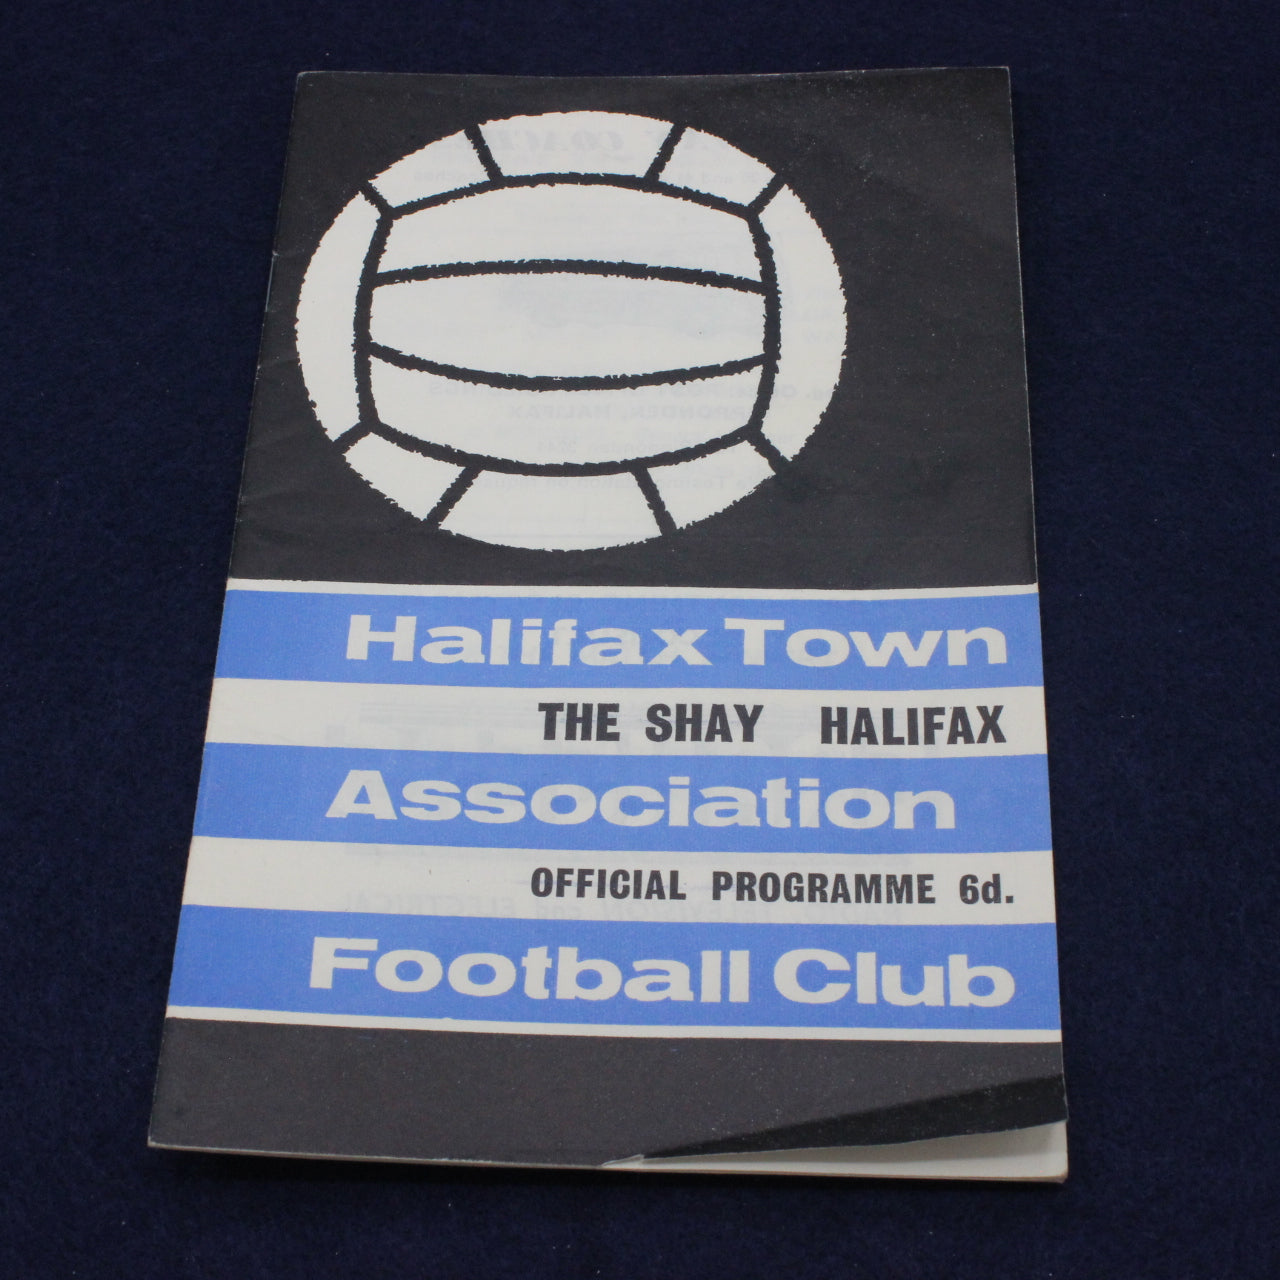 Halifax Town
THE SHAY HALIFAX
Association
OFFICIAL PROGRAMME 6d.
Football Club